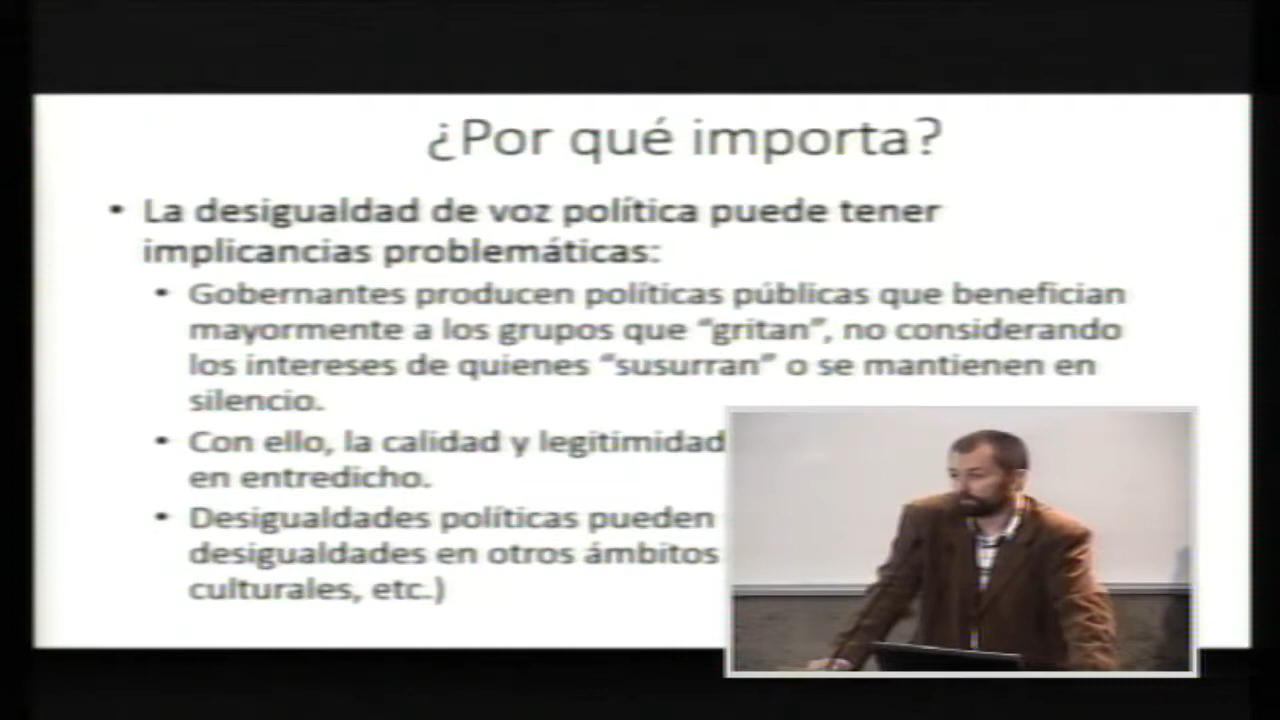 ¿Por qué importa?
• La desigualdad de voz política puede tener
implicancias problemáticas:
• Gobernantes producen políticas públicas que benefician
mayormente a los grupos que “gritan”, no considerando
los intereses de quienes “susurran” o se mantienen en
silencio.
• Con ello, la calidad y legitimidad
en entredicho.
• Desigualdades políticas pueden
desigualdades en otros ámbitos
culturales, etc.)